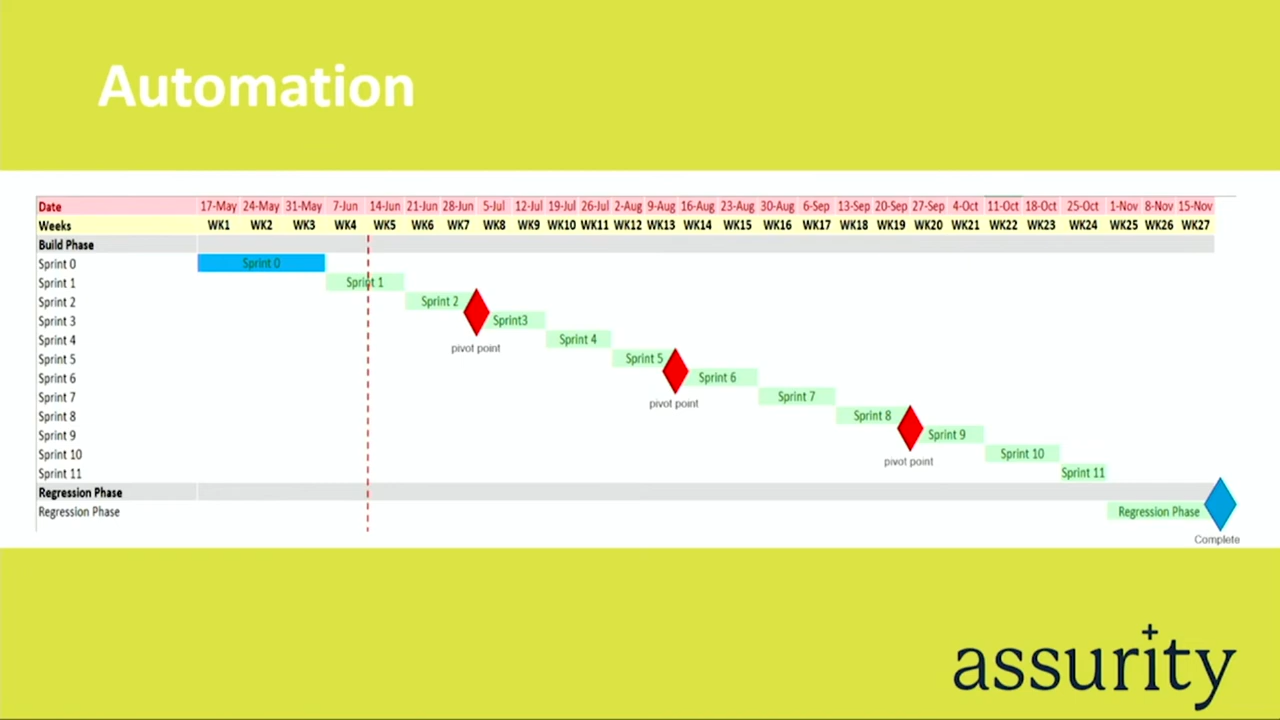 Automation
Date 17-May 24-May 31-May 7-Jun 14-Jun 21-Jun 28-Jun 5-Jul 12-Jul 19-Jul 26-Jul 2-Aug 9-Aug 16-Aug 23-Aug 30-Aug 6-Sep 13-Sep 20-Sep 27-Sep 4-Oct 11-Oct 18-Oct 25-Oct 1-Nov 8-Nov 15-Nov
Weeks WK1 WK2 WK3 WK4 WK5 WK6 WK7 WK8 WK9 WK10 WK11 WK12 WK13 WK14 WK15 WK16 WK17 WK18 WK19 WK20 WK21 WK22 WK23 WK24 WK25 WK26 WK27
Build Phase
Sprint 0 Sprint 0
Sprint 1 Sprint 1
Sprint 2 Sprint 2
Sprint 3 Sprint3
Sprint 4 Sprint 4
pivot point
Sprint 5 Sprint 5
Sprint 6 Sprint 6
Sprint 7 Sprint 7
pivot point
Sprint 8 Sprint 8
Sprint 9 Sprint 9
Sprint 10 Sprint 10
pivot point
Sprint 11 Sprint 11
Regression Phase
Regression Phase Regression Phase
Complete
assurity